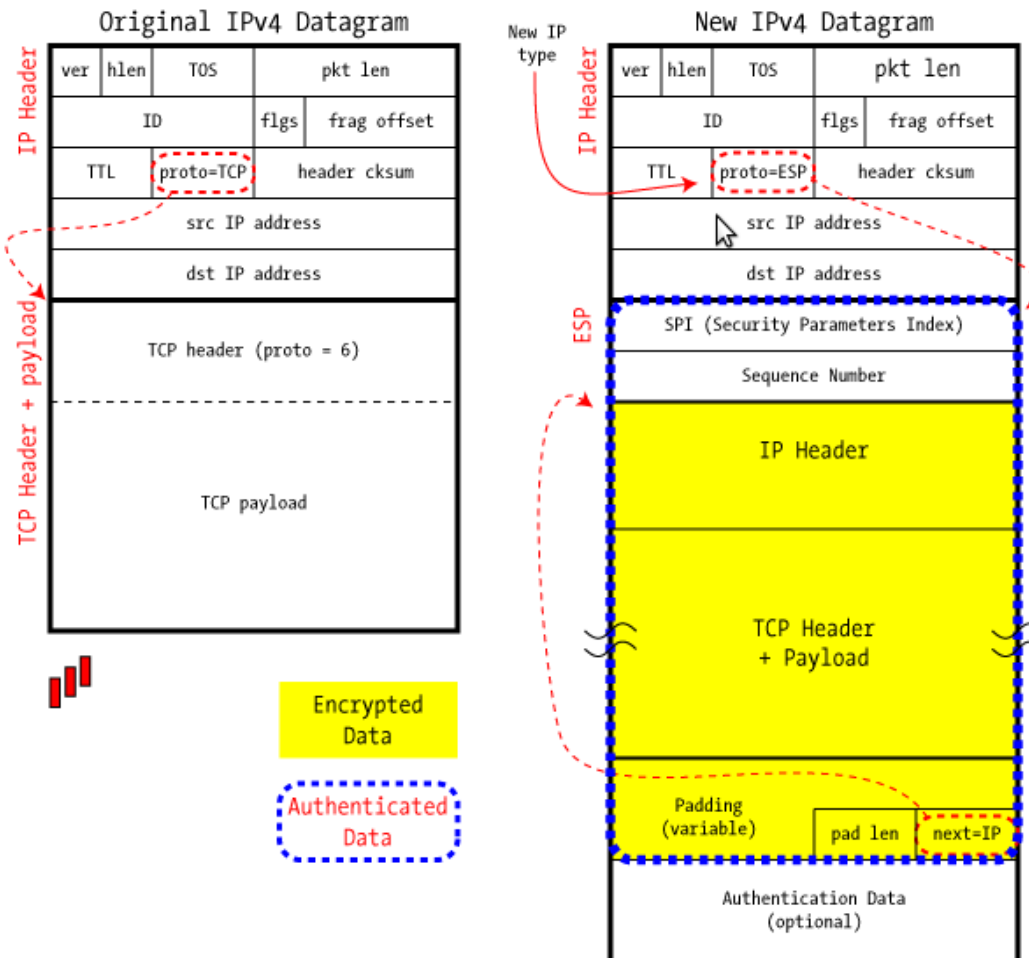 Original IPv4 Datagram
IP Header
ver hlen TOS pkt len
ID flgs frag offset
TTL proto=TCP header cksum
src IP address
dst IP address
TCP Header + payload
TCP header (proto = 6)
TCP payload
Encrypted
Data
Authenticated
Data
New IPv4 Datagram
New IP
type
IP Header
ver hlen TOS pkt len
ID flgs frag offset
TTL proto=ESP header cksum
src IP address
dst IP address
ESP
SPI (Security Parameters Index)
Sequence Number
IP Header
TCP Header
+ Payload
Padding
(variable)
pad len next=IP
Authentication Data
(optional)